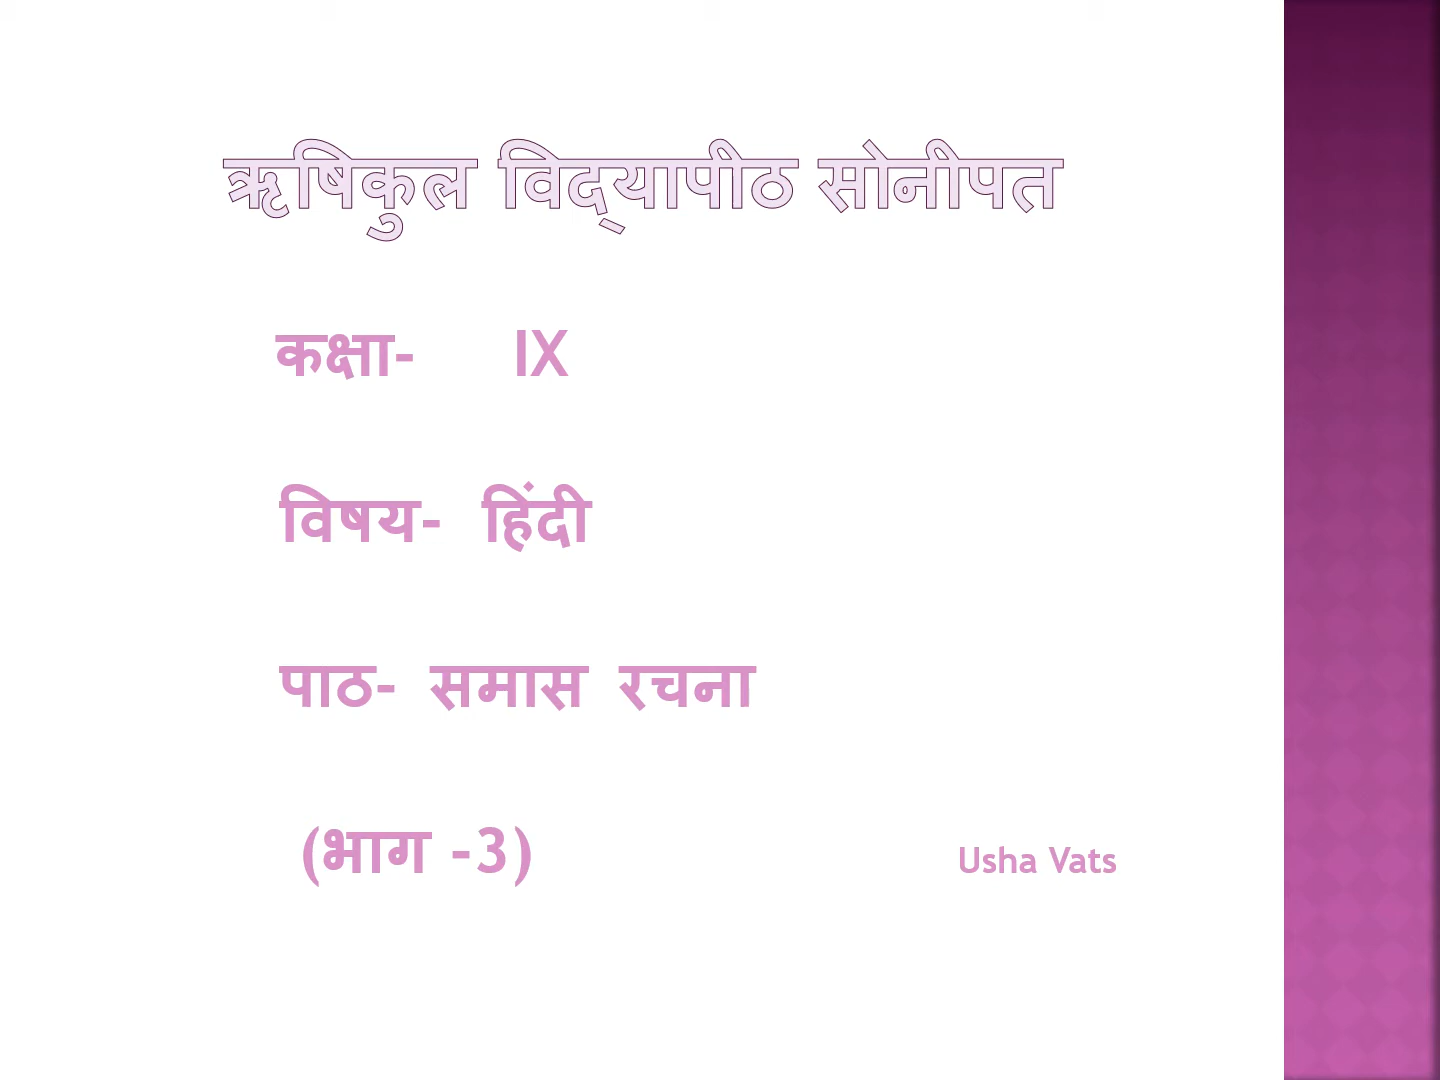 ऋषिकुल विद्‌यापीठ सोनीपत
कक्षा- IX
विषय- हिंदी
पाठ- समास रचना
(भाग -3) Usha Vats